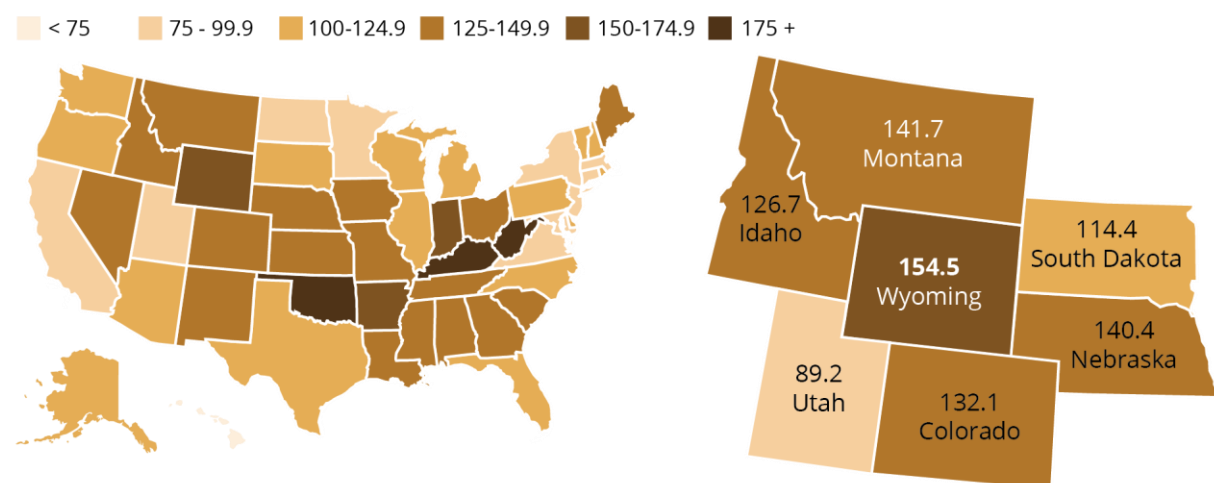 < 75 75 - 99.9 100-124.9 125-149.9 150-174.9 175 +
141.7
Montana
126.7
Idaho
114.4
South Dakota
154.5
Wyoming
140.4
Nebraska
89.2
Utah
132.1
Colorado